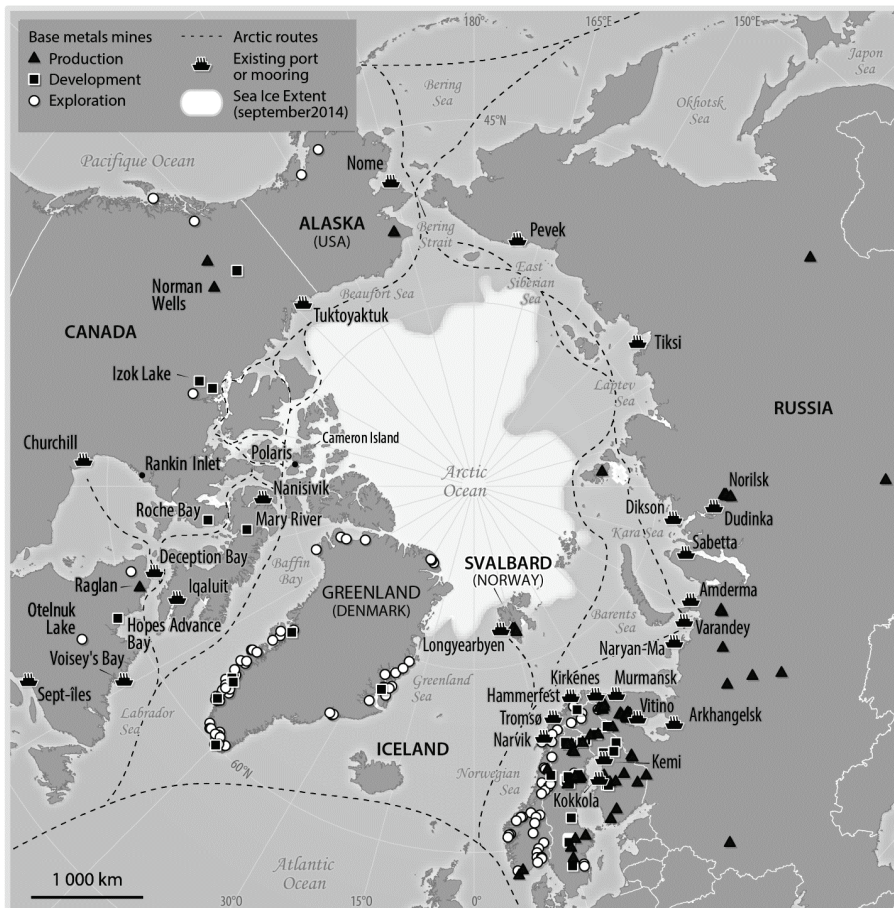 Base metals mines
Production
Development
Exploration
Arctic routes
Existing port
or mooring
Sea Ice Extent
(september2014)
180°
165°E
150°E
Japon
Sea
Bering
Sea
Okhotsk
Sea
45°N
Pacifique Ocean
Nome
ALASKA
(USA)
Bering
Strait
Pevek
East
Siberian
Sea
Norman
Wells
Beaufort Sea
Tuktoyaktuk
CANADA
Tiksi
Izok Lake
Laptev
Sea
RUSSIA
Churchill
Cameron Island
Polaris
Rankin Inlet
Arctic
Ocean
Nanisivik
Norilsk
Roche Bay
Mary River
Dikson
Dudinka
Kara Sea
Sabetta
Deception Bay
Baffin
Bay
SVALBARD
(NORWAY)
Raglan
Iqaluit
GREENLAND
(DENMARK)
Amderma
Otelnuk
Lake
Hopes Advance
Bay
Barents
Sea
Varandey
Longyearbyen
Naryan-Ma
Voisey's Bay
Kirkenes
Murmansk
Sept-îles
Greenland
Sea
Hammerfest
Vitino
Labrador
Sea
Tromsø
Arkhangelsk
Narvik
ICELAND
Kemi
60°N
Norwegian
Sea
Kokkola
Atlantic
Ocean
1 000 km
30°0
15°0
0°